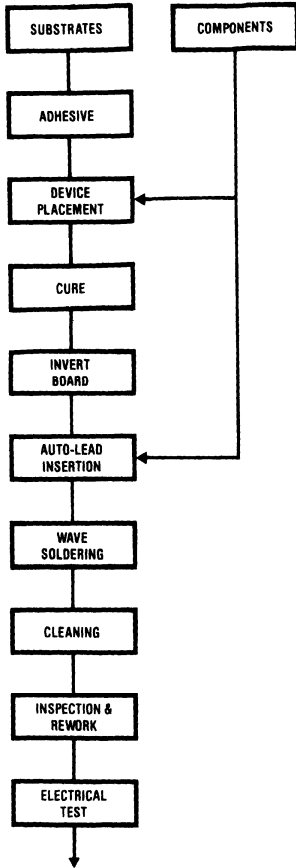 SUBSTRATES
COMPONENTS
ADHESIVE
DEVICE
PLACEMENT
CURE
INVERT
BOARD
AUTO-LEAD
INSERTION
WAVE
SOLDERING
CLEANING
INSPECTION &
REWORK
ELECTRICAL
TEST